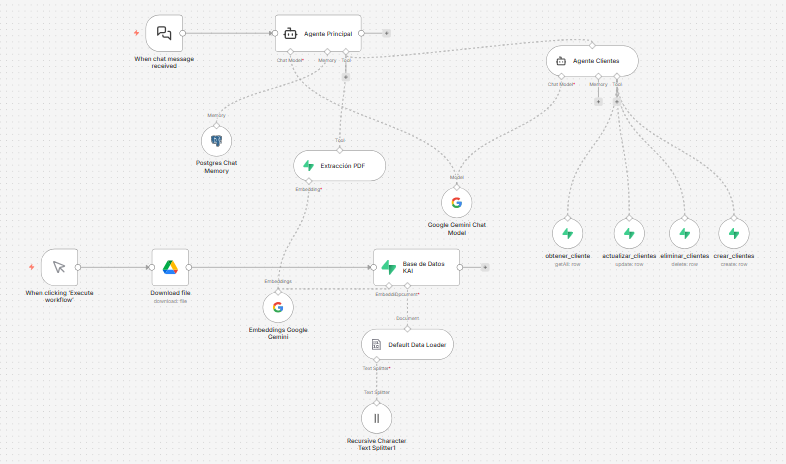 When chat message
received
Agente Principal
Chat Model*
Memory
Tool
Agente Clientes
Chat Model*
Memory
Tool
Memory
Postgres Chat
Memory
Tool
Extracción PDF
Embedding*
Model
Google Gemini Chat
Model
obtener_cliente
getAll: row
actualizar_clientes
update: row
eliminar_clientes
delete: row
crear_clientes
create: row
When clicking 'Execute
workflow'
Download file
download: file
Base de Datos
KAI
Document*
Embeddings
Embeddings Google
Gemini
Document
Default Data Loader
Text Splitter*
Text Splitter
Recursive Character
Text Splitter1